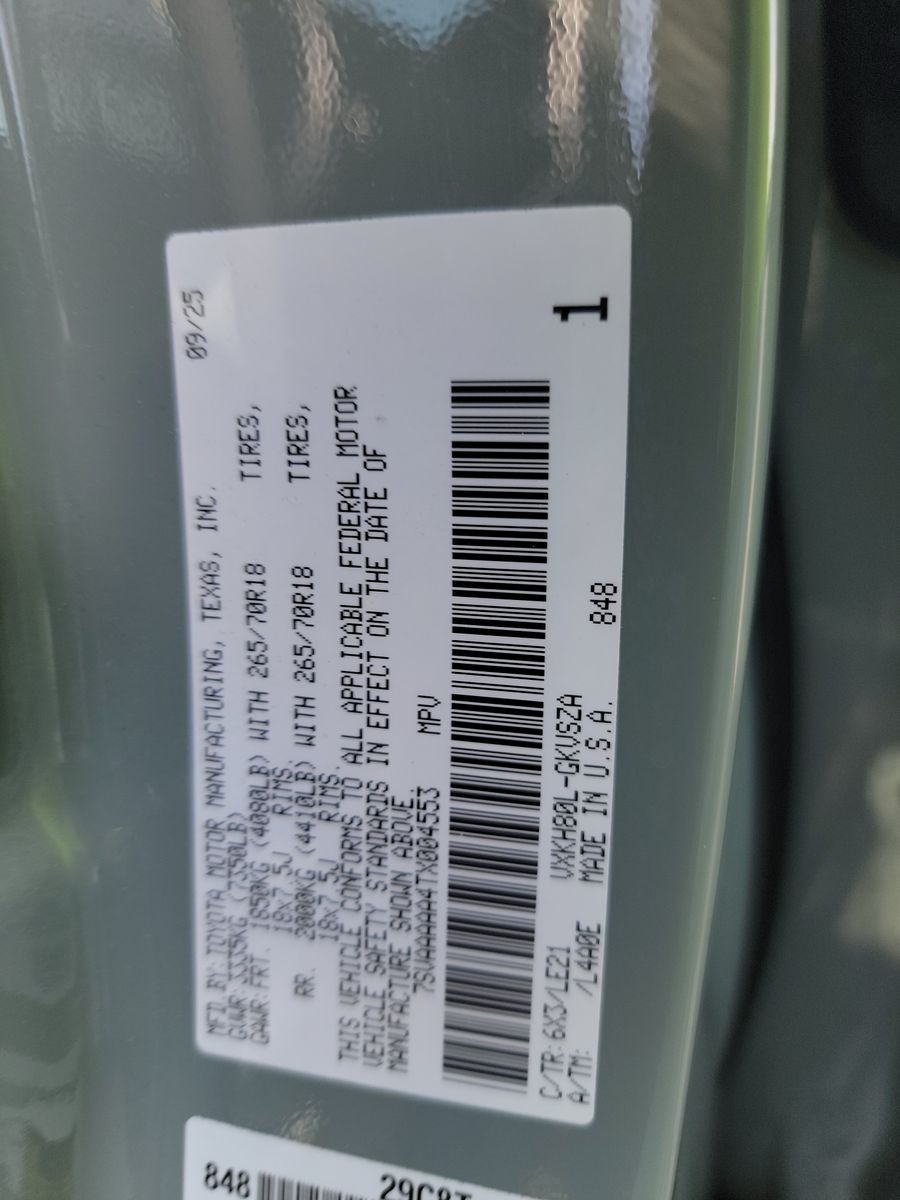 MFD BY: TOYOTA MOTOR MANUFACTURING, TEXAS, INC. 09/25
GVWR: 3335KG (7350LB)
GAWR: FRT. 1850KG (4080LB) WITH 265/70R18 TIRES,
18x7.5J RIMS.
RR. 2000KG (4410LB) WITH 265/70R18 TIRES,
18x7.5J RIMS.
THIS VEHICLE CONFORMS TO ALL APPLICABLE FEDERAL MOTOR
VEHICLE SAFETY STANDARDS IN EFFECT ON THE DATE OF
MANUFACTURE SHOWN ABOVE.
7SVAAAAA4TX004553 MPV
C/TR: 6X3/LE21 VXKH80L-GKVSZA 848 1
A/TM: /L4A0E MADE IN U.S.A.
848